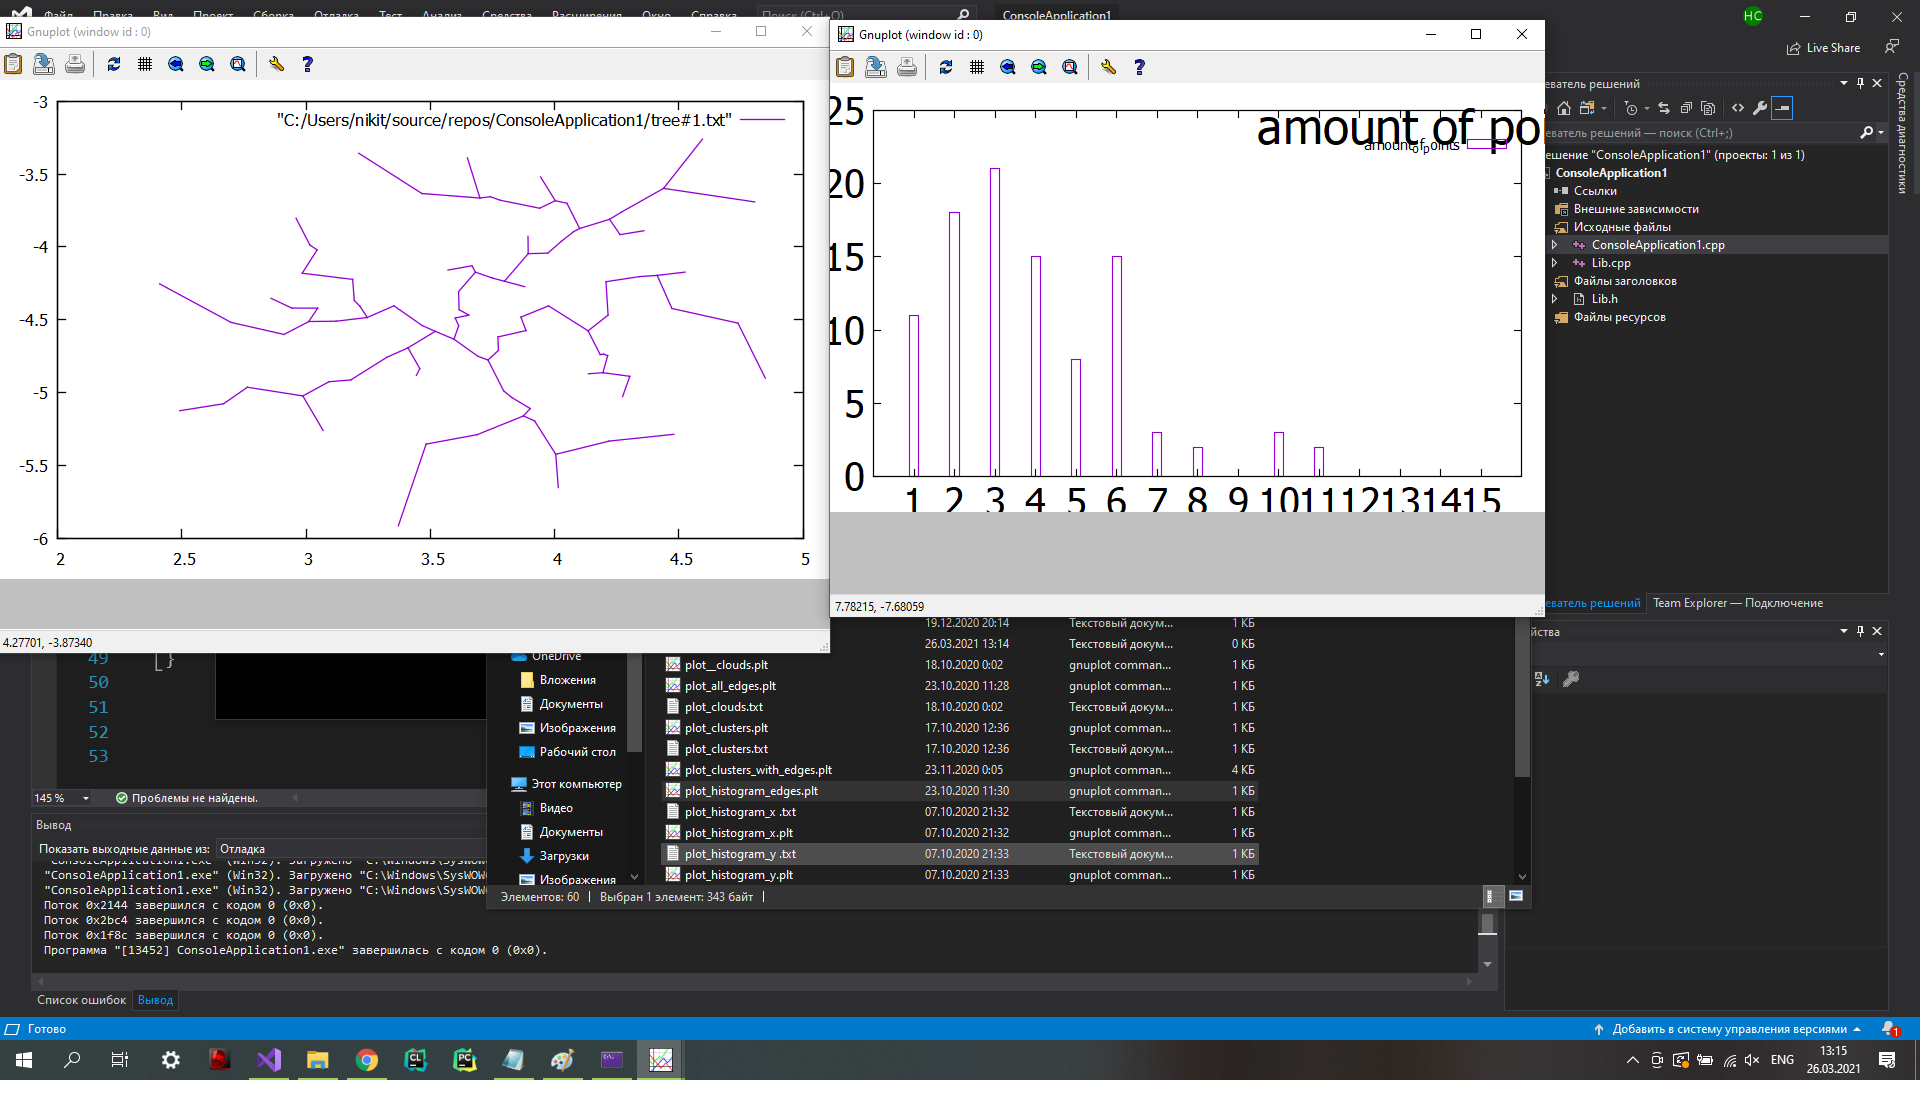 Файл Правка Вид Проект Сборка Отладка Тест Анализ Средства Расширения Окно Справка Поиск (Ctrl+Q) ConsoleApplication1
НС
Live Share
Gnuplot (window id : 0)
-3
"C:/Users/nikit/source/repos/ConsoleApplication1/tree#1.txt"
-3.5
-4
-4.5
-5
-5.5
-6
2 2.5 3 3.5 4 4.5 5
4.27701, -3.87340
Gnuplot (window id : 0)
25
amount of poi
amount_of_points
20
15
10
5
0
1 2 3 4 5 6 7 8 9 10 11 12 13 14 15
7.78215, -7.68059
еватель решений
еватель решений — поиск (Ctrl+;)
ешение "ConsoleApplication1" (проекты: 1 из 1)
ConsoleApplication1
Ссылки
Внешние зависимости
Исходные файлы
ConsoleApplication1.cpp
Lib.cpp
Файлы заголовков
Lib.h
Файлы ресурсов
Средства диагностики
еватель решений Team Explorer — Подключение
йства
49 }
50
51
52
53
145 % Проблемы не найдены.
OneDrive
Вложения
Документы
Изображения
Рабочий стол
Этот компьютер
Видео
Документы
Загрузки
Изображения
19.12.2020 20:14 Текстовый докум... 1 КБ
26.03.2021 13:14 Текстовый докум... 0 КБ
plot__clouds.plt 18.10.2020 0:02 gnuplot comman... 1 КБ
plot_all_edges.plt 23.10.2020 11:28 gnuplot comman... 1 КБ
plot_clouds.txt 18.10.2020 0:02 Текстовый докум... 1 КБ
plot_clusters.plt 17.10.2020 12:36 gnuplot comman... 1 КБ
plot_clusters.txt 17.10.2020 12:36 Текстовый докум... 1 КБ
plot_clusters_with_edges.plt 23.11.2020 0:05 gnuplot comman... 4 КБ
plot_histogram_edges.plt 23.10.2020 11:30 gnuplot comman... 1 КБ
plot_histogram_x .txt 07.10.2020 21:32 Текстовый докум... 1 КБ
plot_histogram_x.plt 07.10.2020 21:32 gnuplot comman... 1 КБ
plot_histogram_y .txt 07.10.2020 21:33 Текстовый докум... 1 КБ
plot_histogram_y.plt 07.10.2020 21:33 gnuplot comman... 1 КБ
Элементов: 60 Выбран 1 элемент: 343 байт
Вывод
Показать выходные данные из: Отладка
"ConsoleApplication1.exe" (Win32). Загружено "C:\Windows\SysWOW
"ConsoleApplication1.exe" (Win32). Загружено "C:\Windows\SysWOW
"ConsoleApplication1.exe" (Win32). Загружено "C:\Windows\SysWOW
Поток 0x2144 завершился с кодом 0 (0x0).
Поток 0x2bc4 завершился с кодом 0 (0x0).
Поток 0x1f8c завершился с кодом 0 (0x0).
Программа "[13452] ConsoleApplication1.exe" завершилась с кодом 0 (0x0).
Список ошибок Вывод
Готово
Добавить в систему управления версиями
1
ENG
13:15
26.03.2021